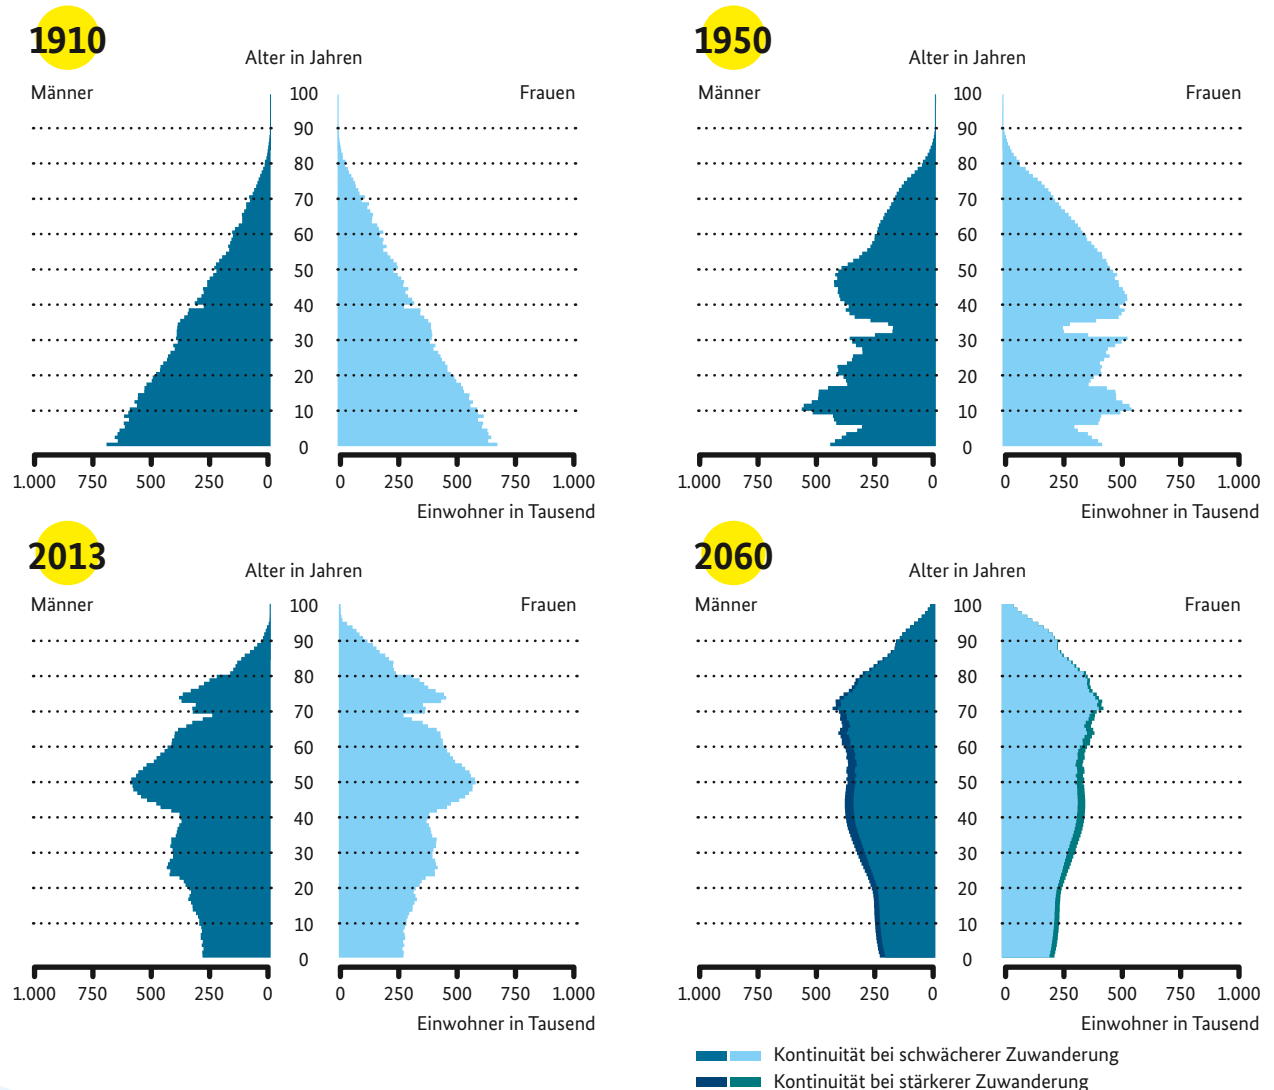 1910
Alter in Jahren
Männer
Frauen
100
90
80
70
60
50
40
30
20
10
0
1.000 750 500 250 0
0 250 500 750 1.000
Einwohner in Tausend
1950
Alter in Jahren
Männer
Frauen
100
90
80
70
60
50
40
30
20
10
0
1.000 750 500 250 0
0 250 500 750 1.000
Einwohner in Tausend
2013
Alter in Jahren
Männer
Frauen
100
90
80
70
60
50
40
30
20
10
0
1.000 750 500 250 0
0 250 500 750 1.000
Einwohner in Tausend
2060
Alter in Jahren
Männer
Frauen
100
90
80
70
60
50
40
30
20
10
0
1.000 750 500 250 0
0 250 500 750 1.000
Einwohner in Tausend
Kontinuität bei schwächerer Zuwanderung
Kontinuität bei stärkerer Zuwanderung